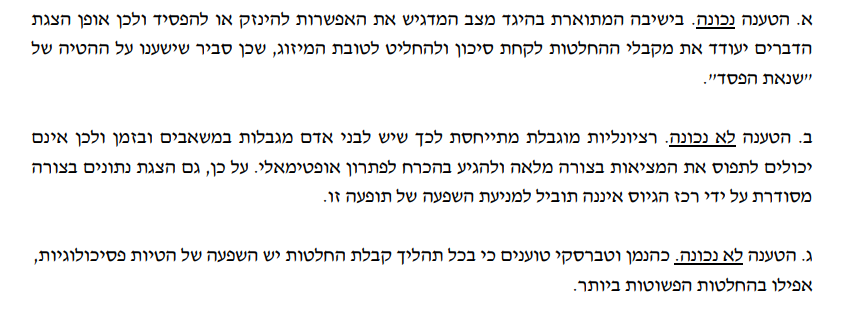 א. הטענה נכונה. בישיבה המתוארת בהיגד מצב המדגיש את האפשרות להינזק או להפסיד ולכן אופן הצגת
הדברים יעודד את מקבלי ההחלטות לקחת סיכון ולהחליט לטובת המיזוג, שכן סביר שישענו על ההטיה של
"שנאת הפסד".
ב. הטענה לא נכונה. רציונליות מוגבלת מתייחסת לכך שיש לבני אדם מגבלות במשאבים ובזמן ולכן אינם
יכולים לתפוס את המציאות בצורה מלאה ולהגיע בהכרח לפתרון אופטימאלי. על כן, גם הצגת נתונים בצורה
מסודרת על ידי רכז הגיוס איננה תוביל למניעת השפעה של תופעה זו.
ג. הטענה לא נכונה. כהנמן וטברסקי טוענים כי בכל תהליך קבלת החלטות יש השפעה של הטיות פסיכולוגיות,
אפילו בהחלטות הפשוטות ביותר.